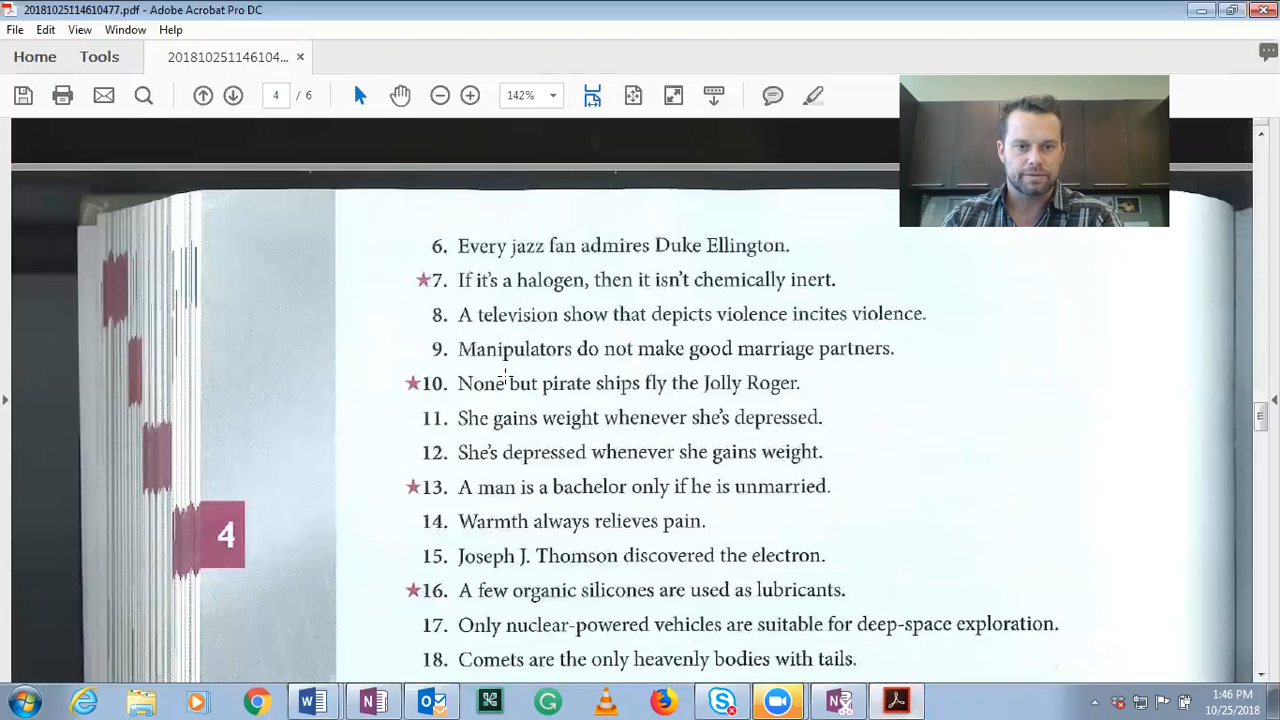 20181025114610477.pdf - Adobe Acrobat Pro DC
File Edit View Window Help
Home Tools 201810251146104... ×
4 / 6 142%
6. Every jazz fan admires Duke Ellington.
★7. If it's a halogen, then it isn't chemically inert.
8. A television show that depicts violence incites violence.
9. Manipulators do not make good marriage partners.
★10. None but pirate ships fly the Jolly Roger.
11. She gains weight whenever she's depressed.
12. She's depressed whenever she gains weight.
★13. A man is a bachelor only if he is unmarried.
4
14. Warmth always relieves pain.
15. Joseph J. Thomson discovered the electron.
★16. A few organic silicones are used as lubricants.
17. Only nuclear-powered vehicles are suitable for deep-space exploration.
18. Comets are the only heavenly bodies with tails.
1:46 PM
10/25/2018